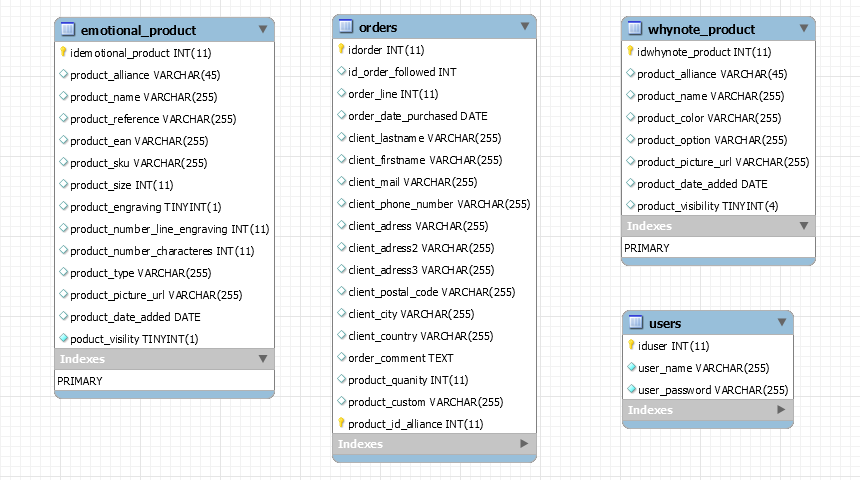 emotional_product
idemotional_product INT(11)
product_alliance VARCHAR(45)
product_name VARCHAR(255)
product_reference VARCHAR(255)
product_ean VARCHAR(255)
product_sku VARCHAR(255)
product_size INT(11)
product_engraving TINYINT(1)
product_number_line_engraving INT(11)
product_number_characteres INT(11)
product_type VARCHAR(255)
product_picture_url VARCHAR(255)
product_date_added DATE
poduct_visility TINYINT(1)
Indexes
PRIMARY
orders
idorder INT(11)
id_order_followed INT
order_line INT(11)
order_date_purchased DATE
client_lastname VARCHAR(255)
client_firstname VARCHAR(255)
client_mail VARCHAR(255)
client_phone_number VARCHAR(255)
client_adress VARCHAR(255)
client_adress2 VARCHAR(255)
client_adress3 VARCHAR(255)
client_postal_code VARCHAR(255)
client_city VARCHAR(255)
client_country VARCHAR(255)
order_comment TEXT
product_quanity INT(11)
product_custom VARCHAR(255)
product_id_alliance INT(11)
Indexes
whynote_product
idwhynote_product INT(11)
product_alliance VARCHAR(45)
product_name VARCHAR(255)
product_color VARCHAR(255)
product_option VARCHAR(255)
product_picture_url VARCHAR(255)
product_date_added DATE
product_visibility TINYINT(4)
Indexes
PRIMARY
users
iduser INT(11)
user_name VARCHAR(255)
user_password VARCHAR(255)
Indexes